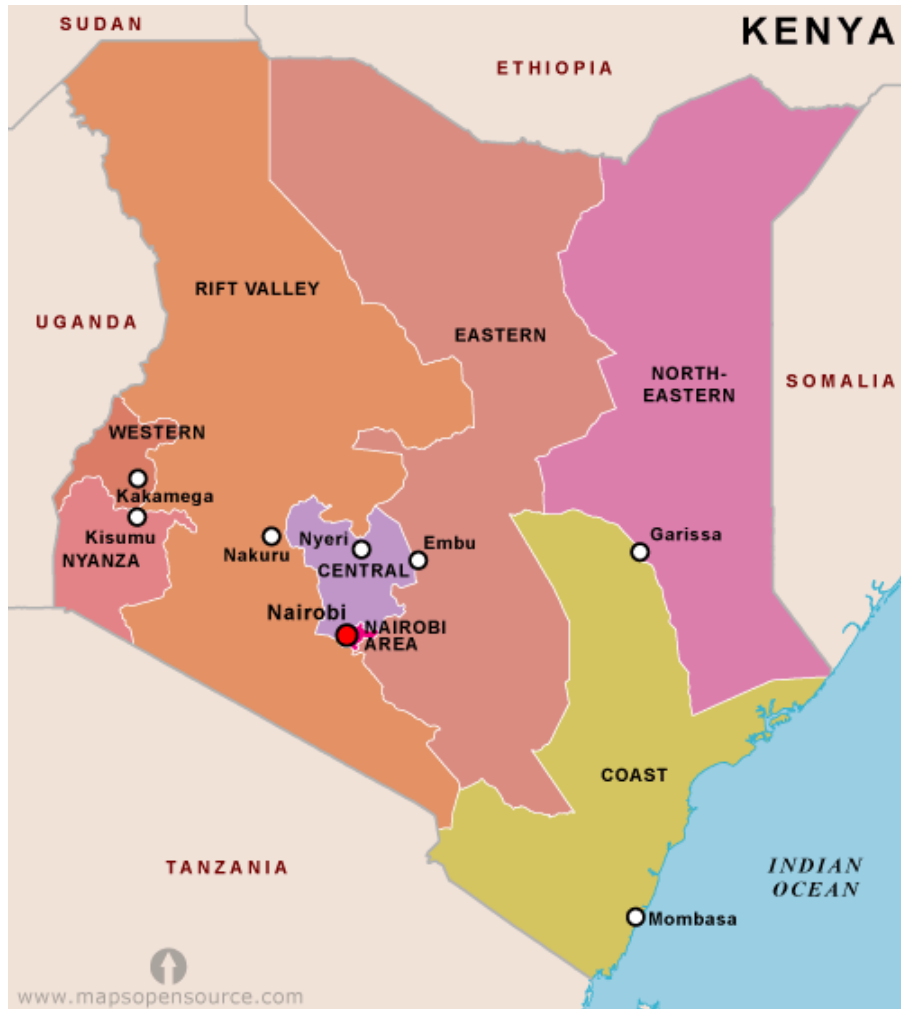 SUDAN
KENYA
ETHIOPIA
RIFT VALLEY
UGANDA
EASTERN
NORTH-
EASTERN
SOMALIA
WESTERN
Kakamega
Kisumu
NYANZA
Nakuru
Nyeri
CENTRAL
Embu
Garissa
Nairobi
NAIROBI
AREA
COAST
TANZANIA
INDIAN
OCEAN
Mombasa
www.mapsopensource.com